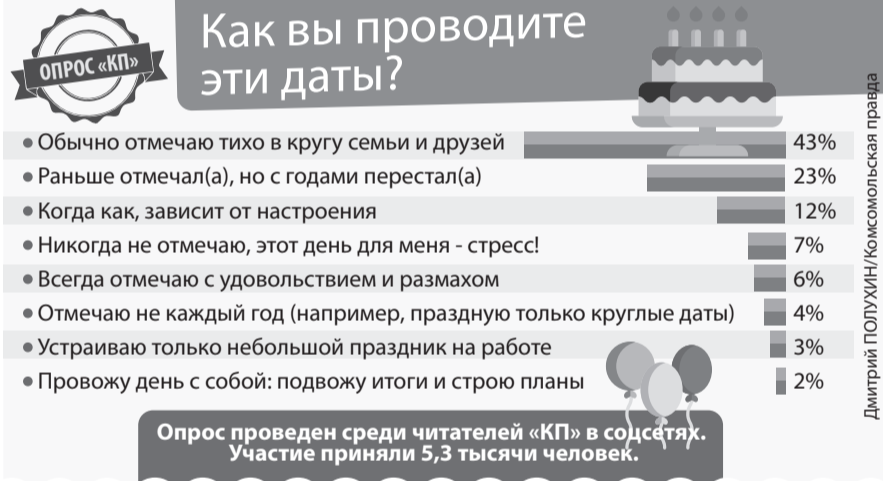 ОПРОС «КП»
Как вы проводите
эти даты?
● Обычно отмечаю тихо в кругу семьи и друзей 43%
● Раньше отмечал(а), но с годами перестал(а) 23%
● Когда как, зависит от настроения 12%
● Никогда не отмечаю, этот день для меня - стресс! 7%
● Всегда отмечаю с удовольствием и размахом 6%
● Отмечаю не каждый год (например, праздную только круглые даты) 4%
● Устраиваю только небольшой праздник на работе 3%
● Провожу день с собой: подвожу итоги и строю планы 2%
Опрос проведен среди читателей «КП» в соцсетях.
Участие приняли 5,3 тысячи человек.
Дмитрий ПОЛУХИН/Комсомольская правда